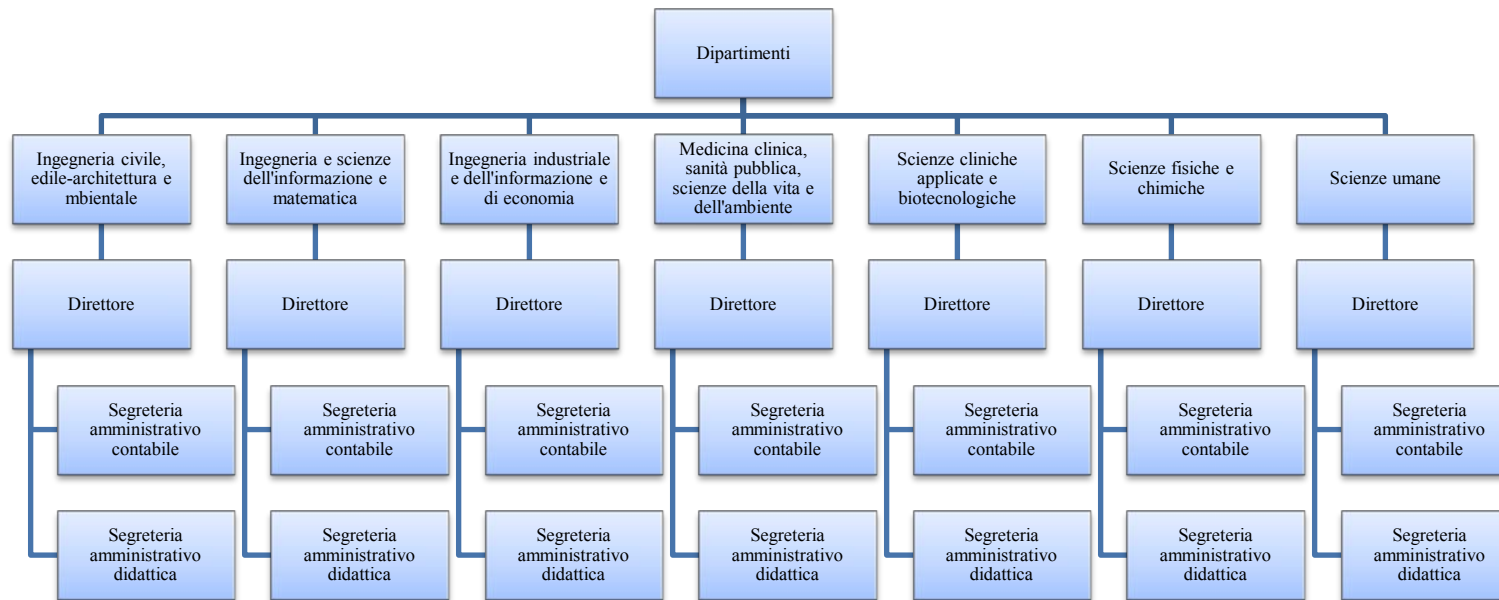 Dipartimenti
Ingegneria civile,
edile-architettura e
mbientale
Ingegneria e scienze
dell'informazione e
matematica
Ingegneria industriale
e dell'informazione e
di economia
Medicina clinica,
sanità pubblica,
scienze della vita e
dell'ambiente
Scienze cliniche
applicate e
biotecnologiche
Scienze fisiche e
chimiche
Scienze umane
Direttore
Direttore
Direttore
Direttore
Direttore
Direttore
Direttore
Segreteria
amministrativo
contabile
Segreteria
amministrativo
contabile
Segreteria
amministrativo
contabile
Segreteria
amministrativo
contabile
Segreteria
amministrativo
contabile
Segreteria
amministrativo
contabile
Segreteria
amministrativo
contabile
Segreteria
amministrativo
didattica
Segreteria
amministrativo
didattica
Segreteria
amministrativo
didattica
Segreteria
amministrativo
didattica
Segreteria
amministrativo
didattica
Segreteria
amministrativo
didattica
Segreteria
amministrativo
didattica